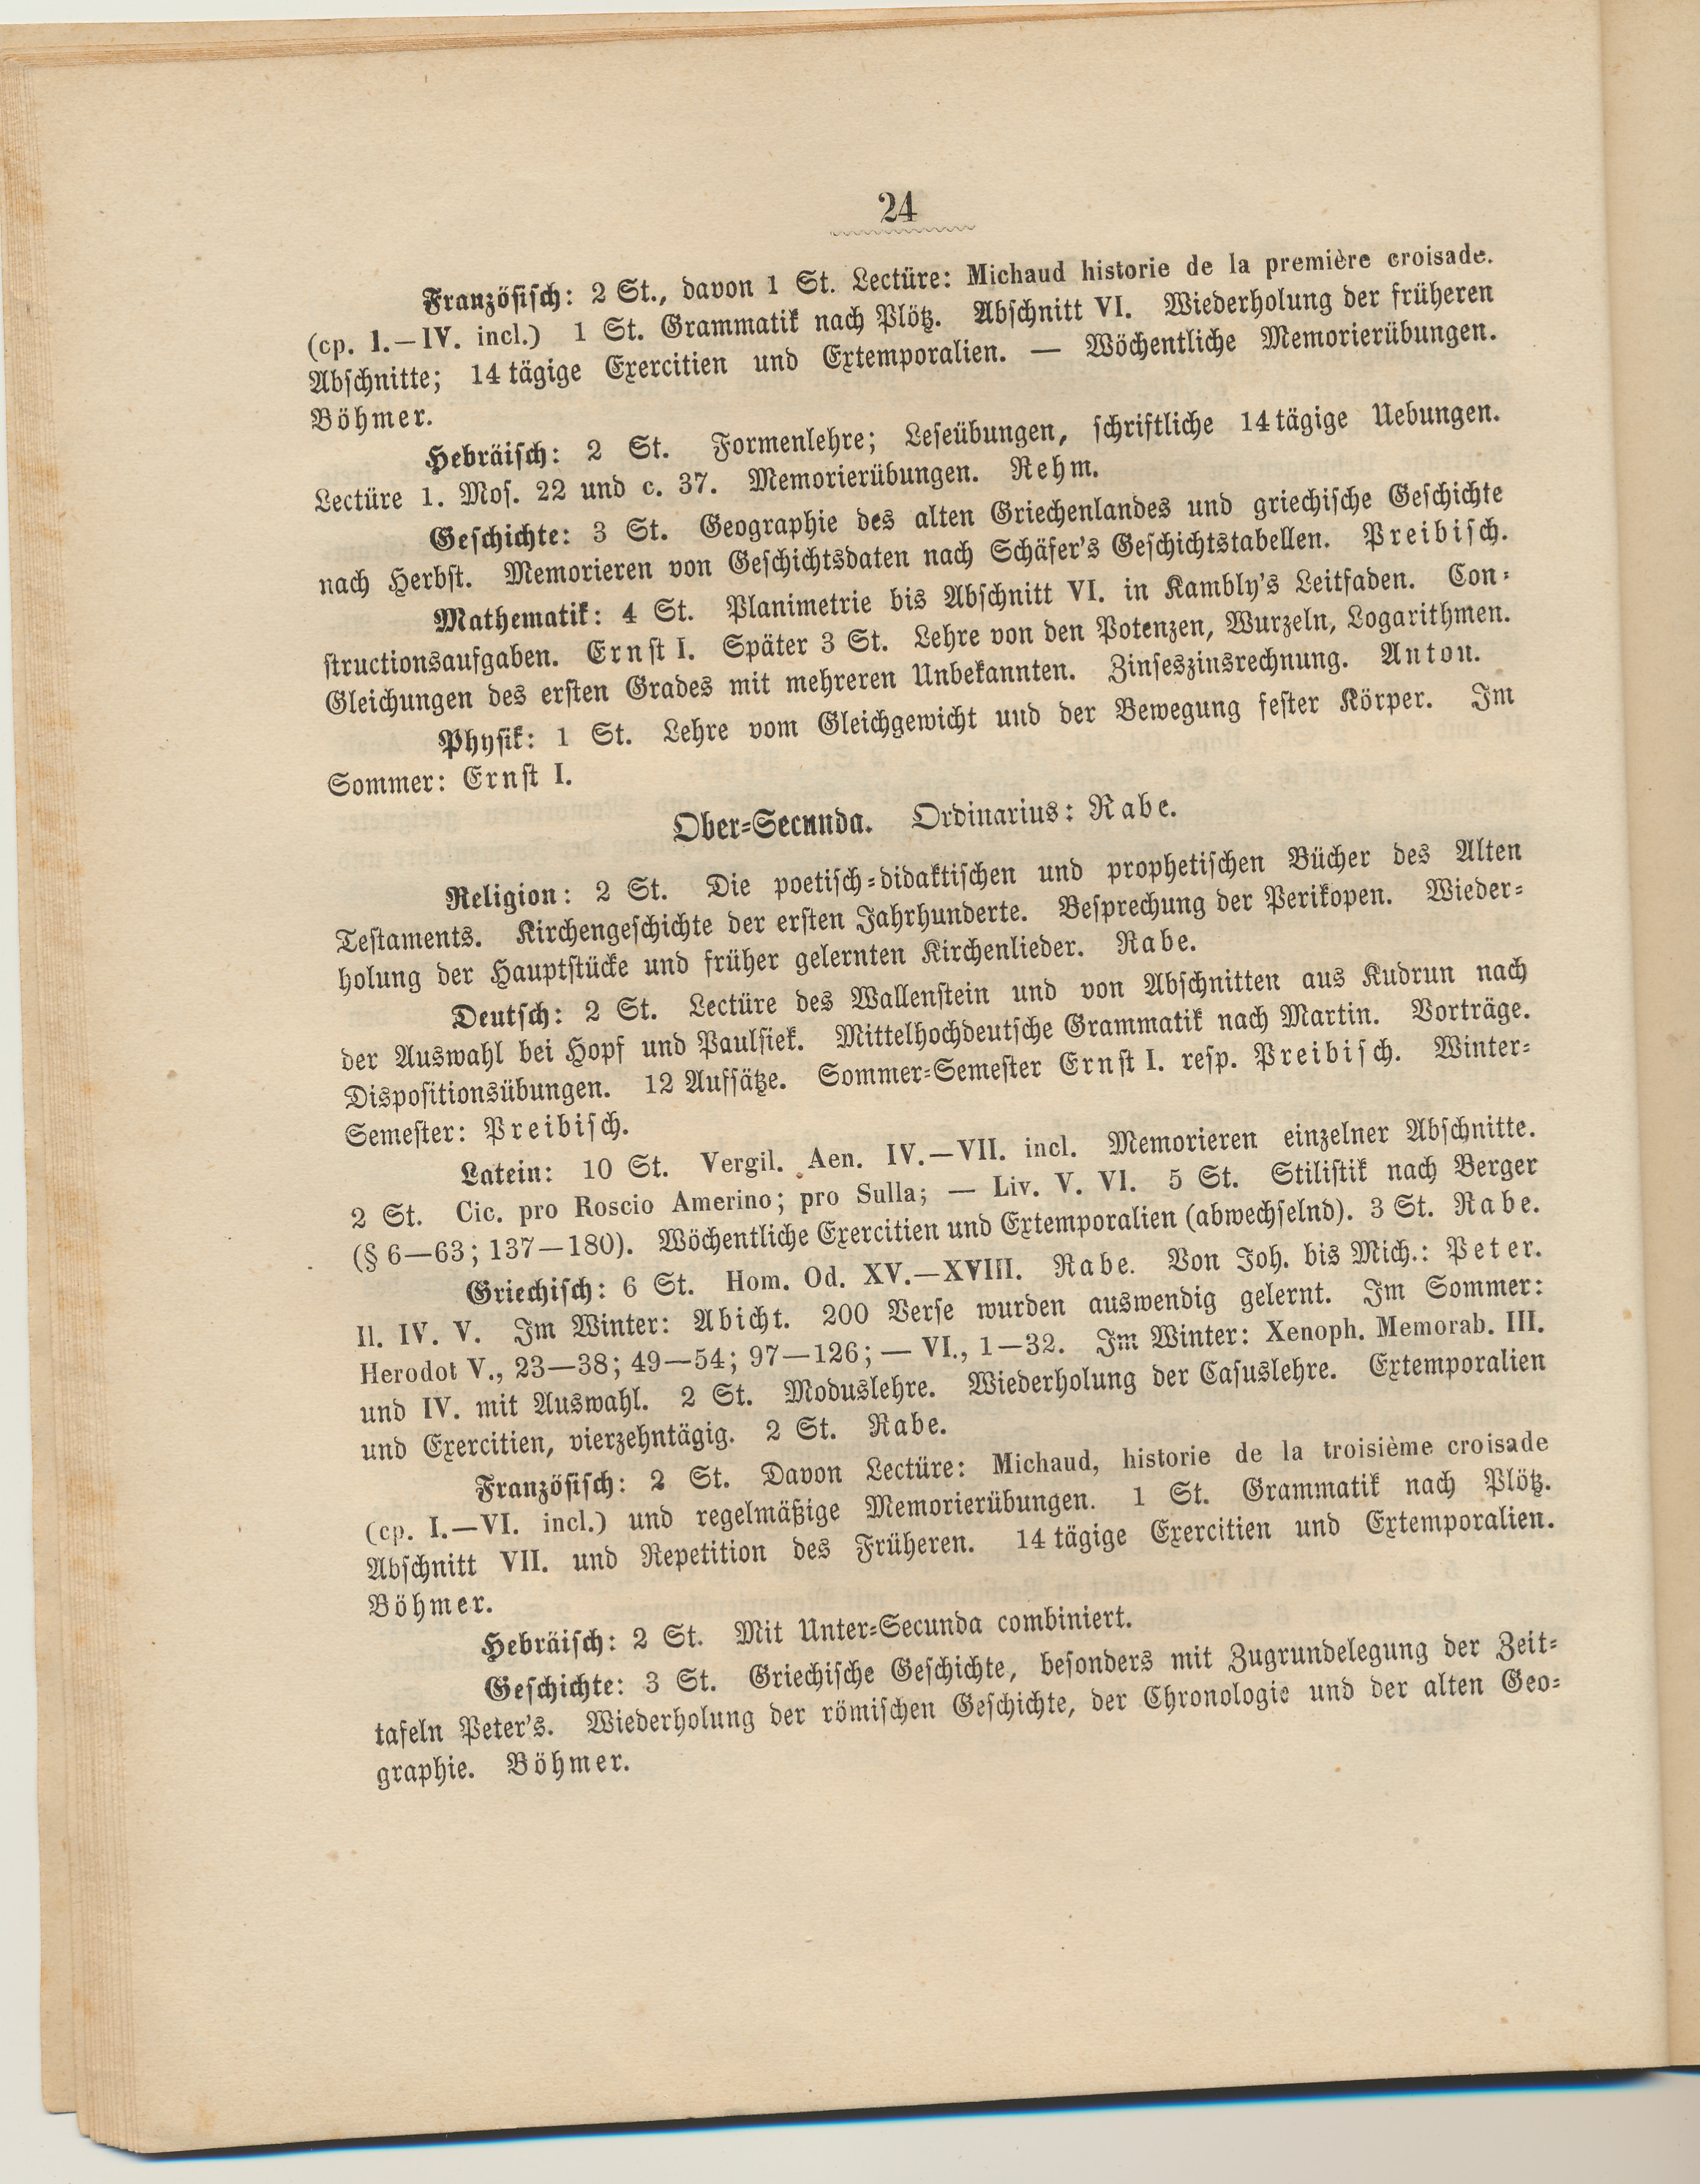 24
Französisch: 2 St., davon 1 St. Lectüre: Michaud historie de la première croisade.
(cp. I.—IV. incl.) 1 St. Grammatik nach Plötz. Abschnitt VI. Wiederholung der früheren
Abschnitte; 14 tägige Exercitien und Extemporalien. — Wöchentliche Memorierübungen.
Böhmer.
Hebräisch: 2 St. Formenlehre; Leseübungen, schriftliche 14 tägige Uebungen.
Lectüre 1. Mos. 22 und c. 37. Memorierübungen. Rehm.
Geschichte: 3 St. Geographie des alten Griechenlandes und griechische Geschichte
nach Herbst. Memorieren von Geschichtsdaten nach Schäfer's Geschichtstabellen. Preibisch.
Mathematik: 4 St. Planimetrie bis Abschnitt VI. in Kambly's Leitfaden. Con-
structionsaufgaben. Ernst I. Später 3 St. Lehre von den Potenzen, Wurzeln, Logarithmen.
Gleichungen des ersten Grades mit mehreren Unbekannten. Zinseszinsrechnung. Anton.
Physik: 1 St. Lehre vom Gleichgewicht und der Bewegung fester Körper. Im
Sommer: Ernst I.
Ober-Secunda. Ordinarius: Rabe.
Religion: 2 St. Die poetisch-didaktischen und prophetischen Bücher des Alten
Testaments. Kirchengeschichte der ersten Jahrhunderte. Besprechung der Perikopen. Wieder-
holung der Hauptstücke und früher gelernten Kirchenlieder. Rabe.
Deutsch: 2 St. Lectüre des Wallenstein und von Abschnitten aus Kudrun nach
der Auswahl bei Hopf und Paulsiek. Mittelhochdeutsche Grammatik nach Martin. Vorträge.
Dispositionsübungen. 12 Aufsätze. Sommer-Semester Ernst I. resp. Preibisch. Winter-
Semester: Preibisch.
Latein: 10 St. Vergil. Aen. IV.—VII. incl. Memorieren einzelner Abschnitte.
2 St. Cic. pro Roscio Amerino; pro Sulla; — Liv. V. VI. 5 St. Stilistik nach Berger
(§ 6—63; 137—180). Wöchentliche Exercitien und Extemporalien (abwechselnd). 3 St. Rabe.
Griechisch: 6 St. Hom. Od. XV.—XVIII. Rabe. Von Joh. bis Mich.: Peter.
Il. IV. V. Im Winter: Abicht. 200 Verse wurden auswendig gelernt. Im Sommer:
Herodot V., 23—38; 49—54; 97—126; — VI., 1—32. Im Winter: Xenoph. Memorab. III.
und IV. mit Auswahl. 2 St. Moduslehre. Wiederholung der Casuslehre. Extemporalien
und Exercitien, vierzehntägig. 2 St. Rabe.
Französisch: 2 St. Davon Lectüre: Michaud, historie de la troisième croisade
(cp. I.—VI. incl.) und regelmäßige Memorierübungen. 1 St. Grammatik nach Plötz.
Abschnitt VII. und Repetition des Früheren. 14 tägige Exercitien und Extemporalien.
Böhmer.
Hebräisch: 2 St. Mit Unter-Secunda combiniert.
Geschichte: 3 St. Griechische Geschichte, besonders mit Zugrundelegung der Zeit-
tafeln Peter's. Wiederholung der römischen Geschichte, der Chronologie und der alten Geo-
graphie. Böhmer.